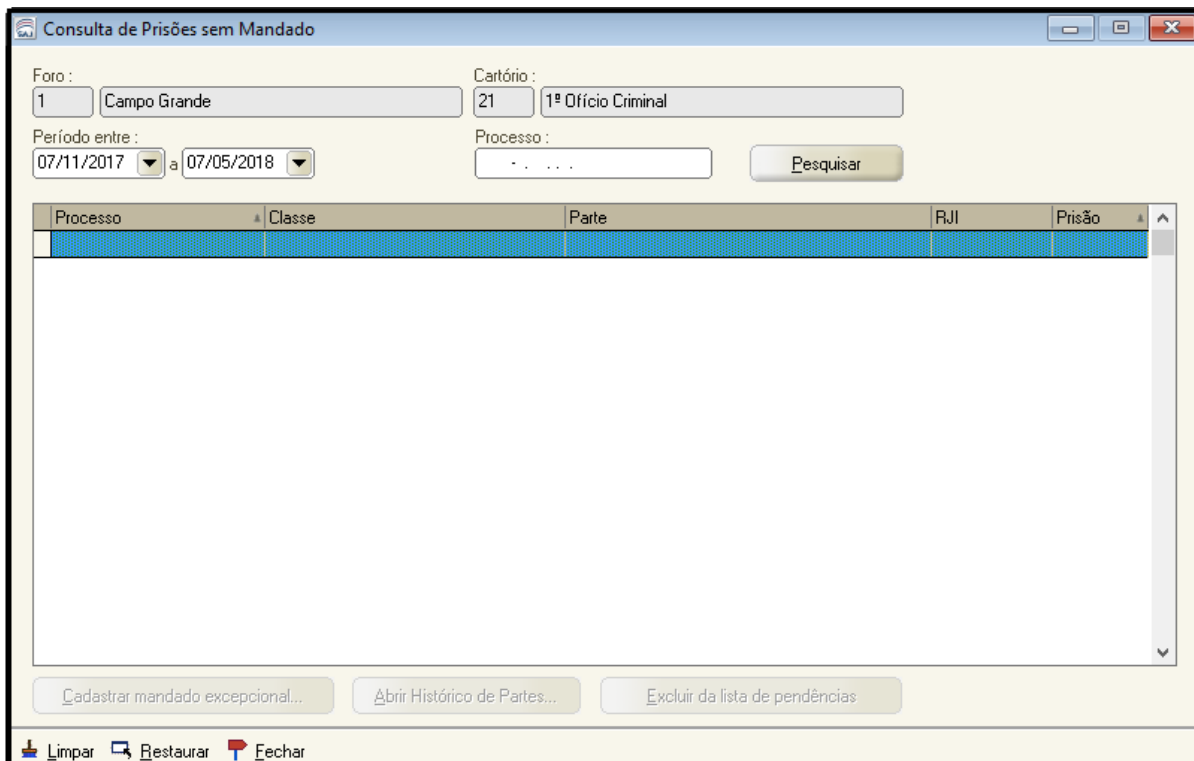 Consulta de Prisões sem Mandado
Foro : Cartório :
1 Campo Grande 21 1º Ofício Criminal
Período entre : Processo :
07/11/2017 a 07/05/2018 - . . . . Pesquisar
Processo Classe Parte RJI Prisão
Cadastrar mandado excepcional... Abrir Histórico de Partes... Excluir da lista de pendências
Limpar Restaurar Fechar